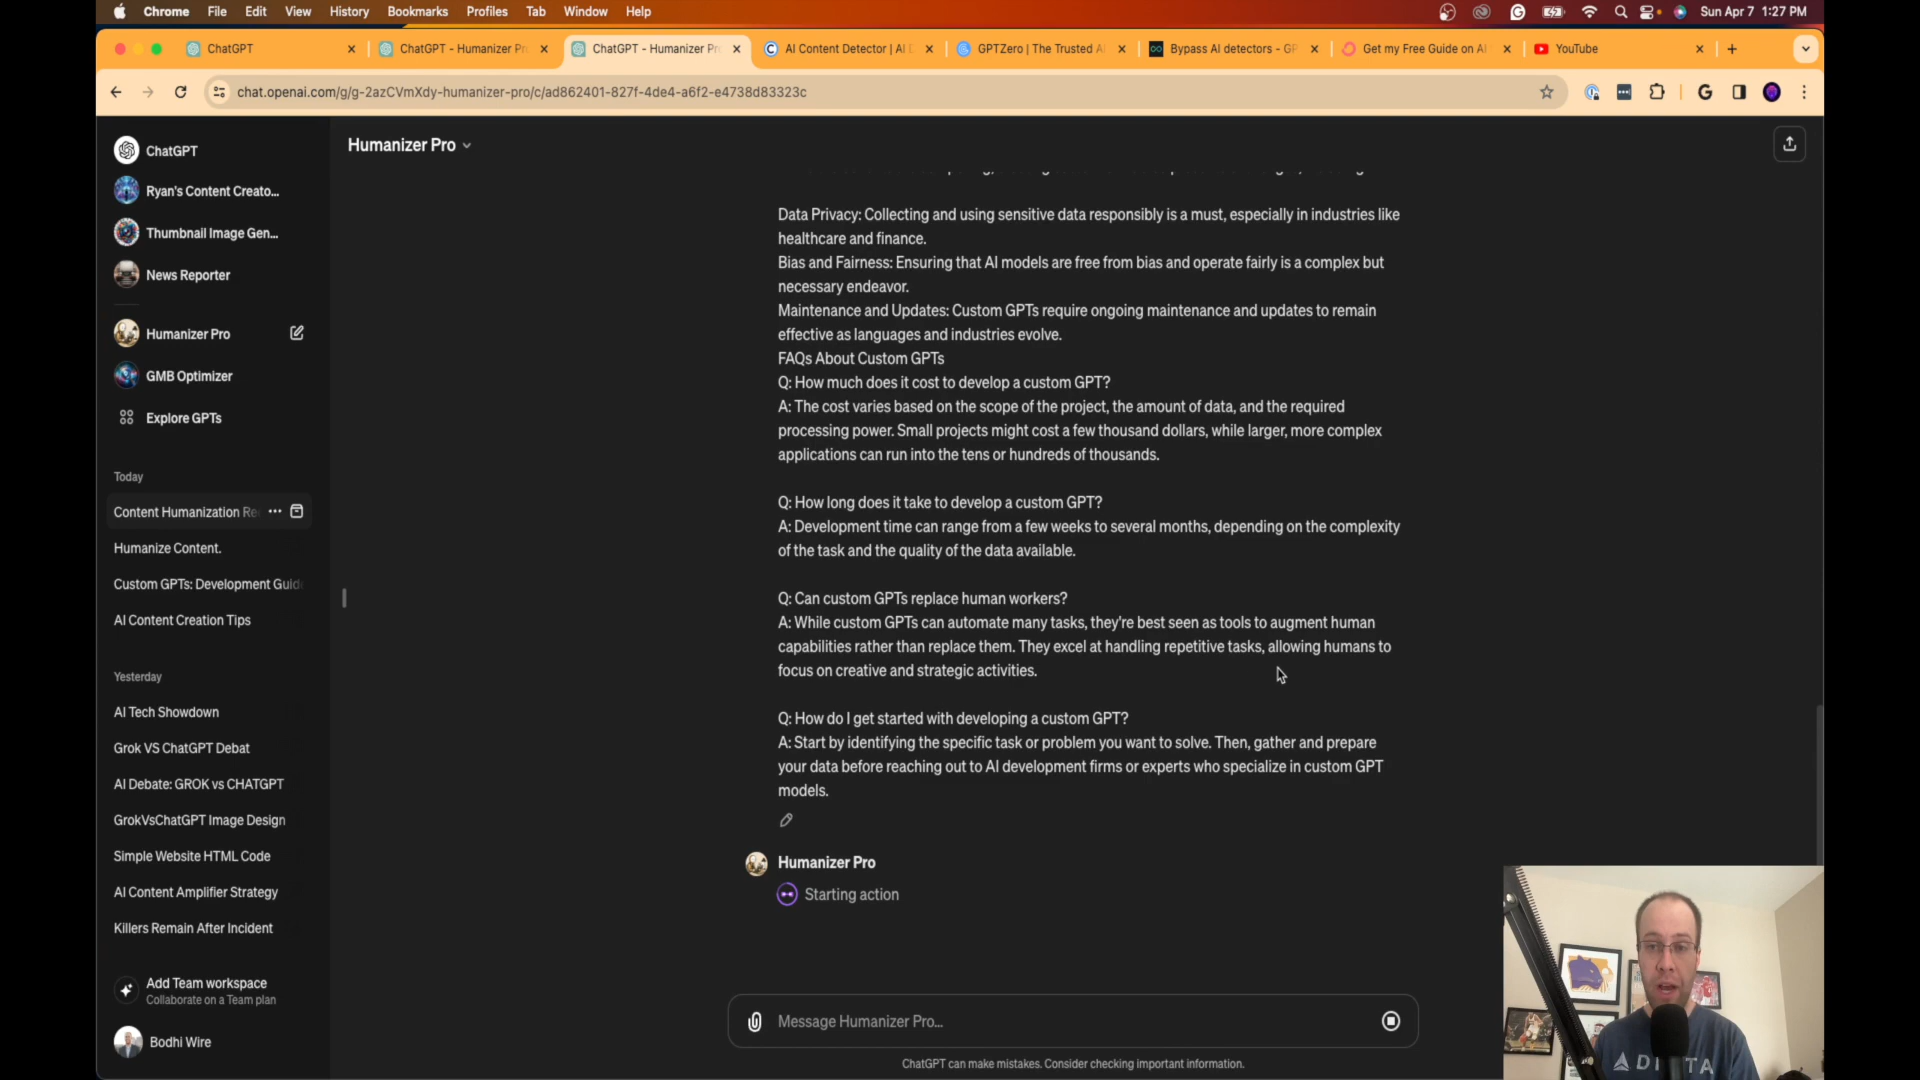 Chrome File Edit View History Bookmarks Profiles Tab Window Help
Sun Apr 7 1:27 PM
ChatGPT
ChatGPT - Humanizer Pr
ChatGPT - Humanizer Pr
AI Content Detector | AI D
GPTZero | The Trusted A
Bypass AI detectors - GP
Get my Free Guide on AI
YouTube
chat.openai.com/g/g-2azCVmXdy-humanizer-pro/c/ad862401-827f-4de4-a6f2-e4738d83323c
ChatGPT
Ryan's Content Creato...
Thumbnail Image Gen...
News Reporter
Humanizer Pro
GMB Optimizer
Explore GPTs
Today
Content Humanization Re
Humanize Content.
Custom GPTs: Development Guide
AI Content Creation Tips
Yesterday
AI Tech Showdown
Grok VS ChatGPT Debat
AI Debate: GROK vs CHATGPT
GrokVsChatGPT Image Design
Simple Website HTML Code
AI Content Amplifier Strategy
Killers Remain After Incident
Add Team workspace
Collaborate on a Team plan
Bodhi Wire
Humanizer Pro
Data Privacy: Collecting and using sensitive data responsibly is a must, especially in industries like
healthcare and finance.
Bias and Fairness: Ensuring that AI models are free from bias and operate fairly is a complex but
necessary endeavor.
Maintenance and Updates: Custom GPTs require ongoing maintenance and updates to remain
effective as languages and industries evolve.
FAQs About Custom GPTs
Q: How much does it cost to develop a custom GPT?
A: The cost varies based on the scope of the project, the amount of data, and the required
processing power. Small projects might cost a few thousand dollars, while larger, more complex
applications can run into the tens or hundreds of thousands.
Q: How long does it take to develop a custom GPT?
A: Development time can range from a few weeks to several months, depending on the complexity
of the task and the quality of the data available.
Q: Can custom GPTs replace human workers?
A: While custom GPTs can automate many tasks, they're best seen as tools to augment human
capabilities rather than replace them. They excel at handling repetitive tasks, allowing humans to
focus on creative and strategic activities.
Q: How do I get started with developing a custom GPT?
A: Start by identifying the specific task or problem you want to solve. Then, gather and prepare
your data before reaching out to AI development firms or experts who specialize in custom GPT
models.
Humanizer Pro
Starting action
Message Humanizer Pro...
ChatGPT can make mistakes. Consider checking important information.